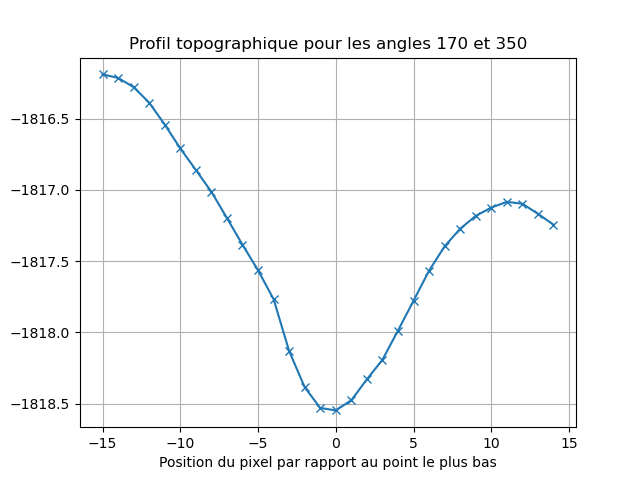 Profil topographique pour les angles 170 et 350
−1816.5
−1817.0
−1817.5
−1818.0
−1818.5
−15 −10 −5 0 5 10 15
Position du pixel par rapport au point le plus bas